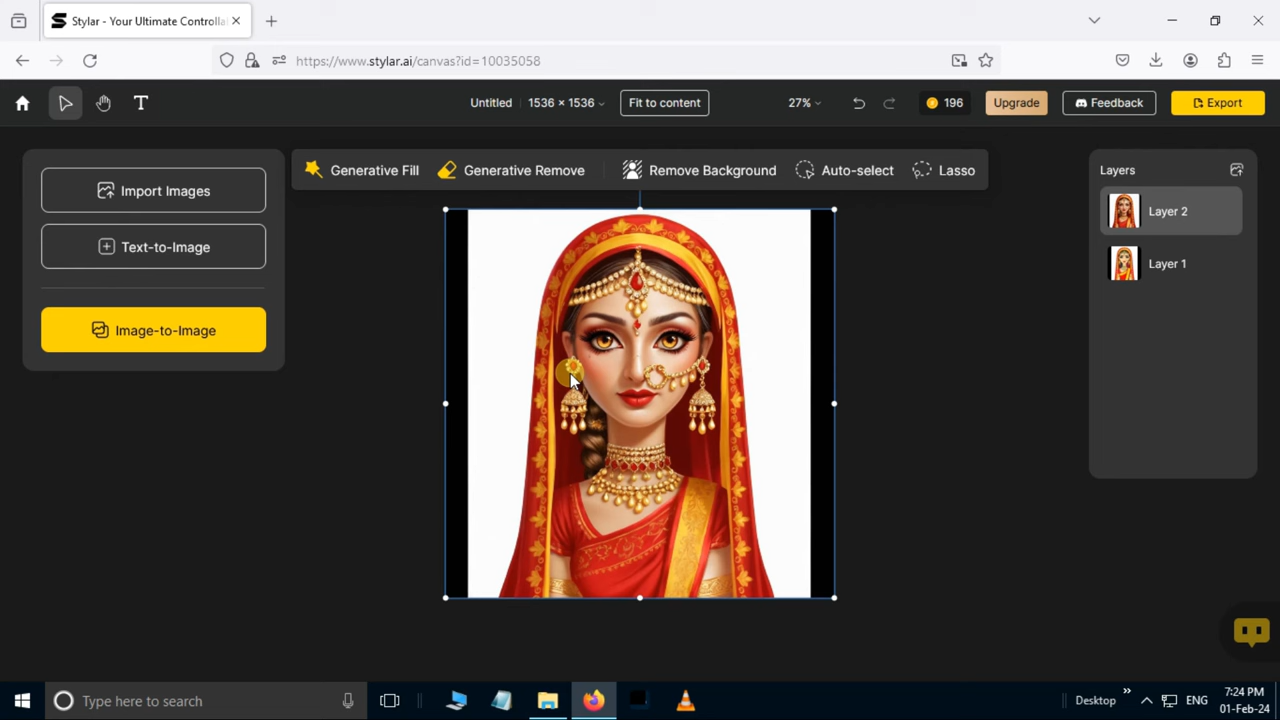 Stylar - Your Ultimate Controlla
https://www.stylar.ai/canvas?id=10035058
Untitled 1536 × 1536 Fit to content 27% 196 Upgrade Feedback Export
Import Images
Text-to-Image
Image-to-Image
Generative Fill Generative Remove Remove Background Auto-select Lasso
Layers
Layer 2
Layer 1
Type here to search
Desktop ENG
7:24 PM
01-Feb-24